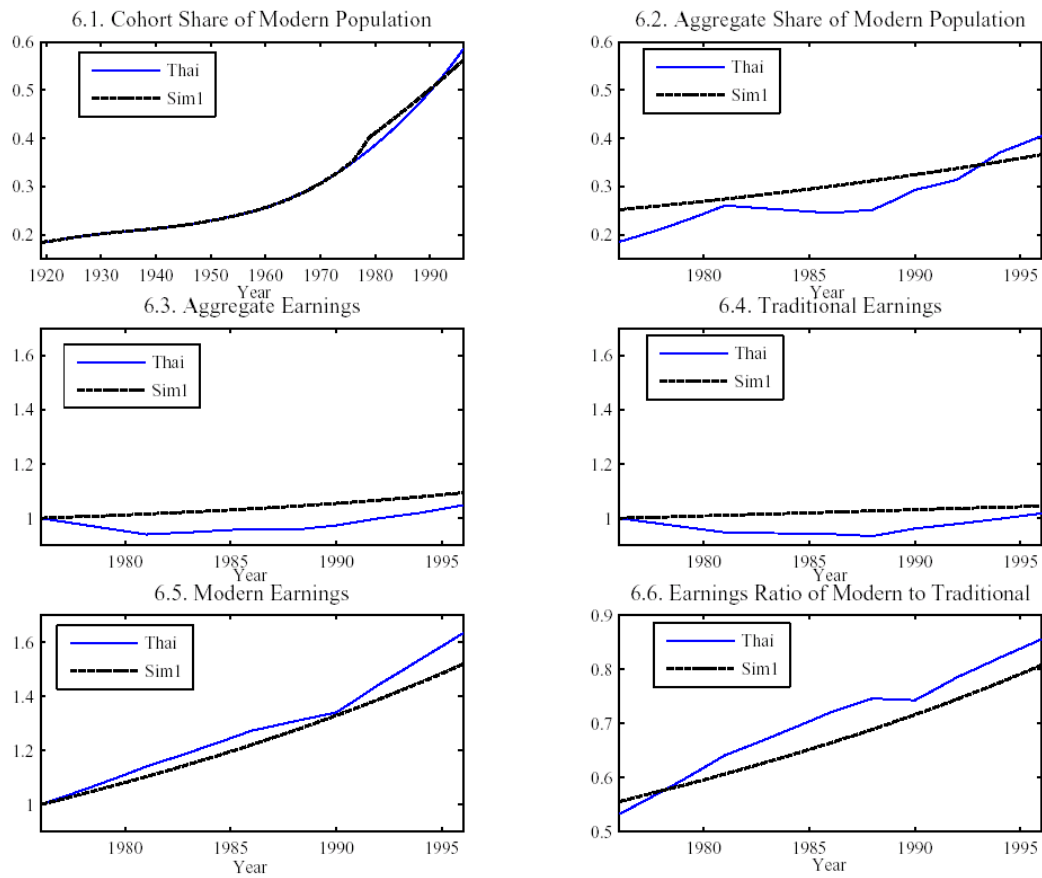 6.1. Cohort Share of Modern Population
0.6
0.5
0.4
0.3
0.2
Thai
Sim1
1920 1930 1940 1950 1960 1970 1980 1990
Year
6.2. Aggregate Share of Modern Population
0.6
0.5
0.4
0.3
0.2
Thai
Sim1
1980 1985 1990 1995
Year
6.3. Aggregate Earnings
1.6
1.4
1.2
1
Thai
Sim1
1980 1985 1990 1995
Year
6.4. Traditional Earnings
1.6
1.4
1.2
1
Thai
Sim1
1980 1985 1990 1995
Year
6.5. Modern Earnings
1.6
1.4
1.2
1
Thai
Sim1
1980 1985 1990 1995
Year
6.6. Earnings Ratio of Modern to Traditional
0.9
0.8
0.7
0.6
0.5
Thai
Sim1
1980 1985 1990 1995
Year